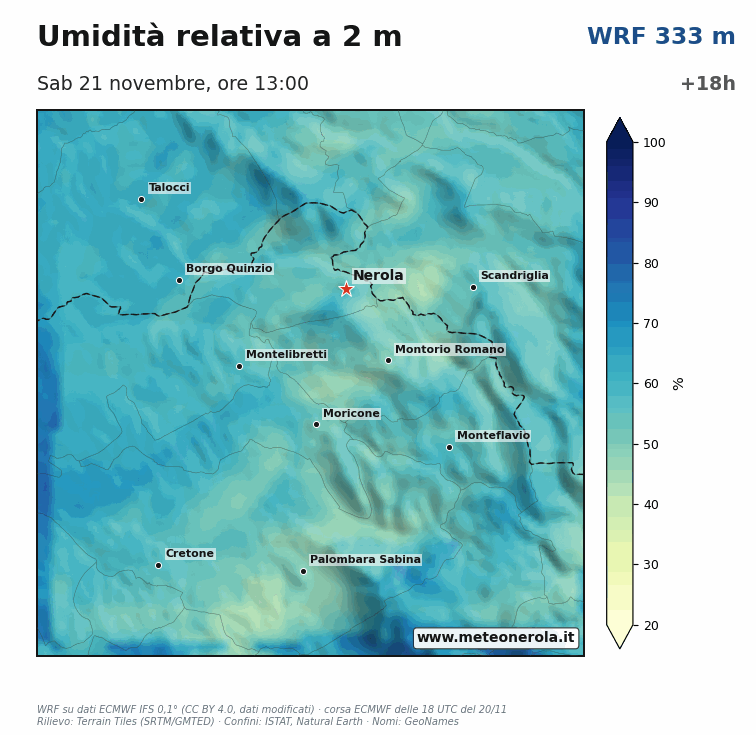 Umidità relativa a 2 m
WRF 333 m
Sab 21 novembre, ore 13:00
+18h
Talocci
Borgo Quinzio
Nerola
Scandriglia
Montelibretti
Montorio Romano
Moricone
Monteflavio
Cretone
Palombara Sabina
www.meteonerola.it
100
90
80
70
60
50
40
30
20
%
WRF su dati ECMWF IFS 0,1° (CC BY 4.0, dati modificati) · corsa ECMWF delle 18 UTC del 20/11
Rilievo: Terrain Tiles (SRTM/GMTED) · Confini: ISTAT, Natural Earth · Nomi: GeoNames